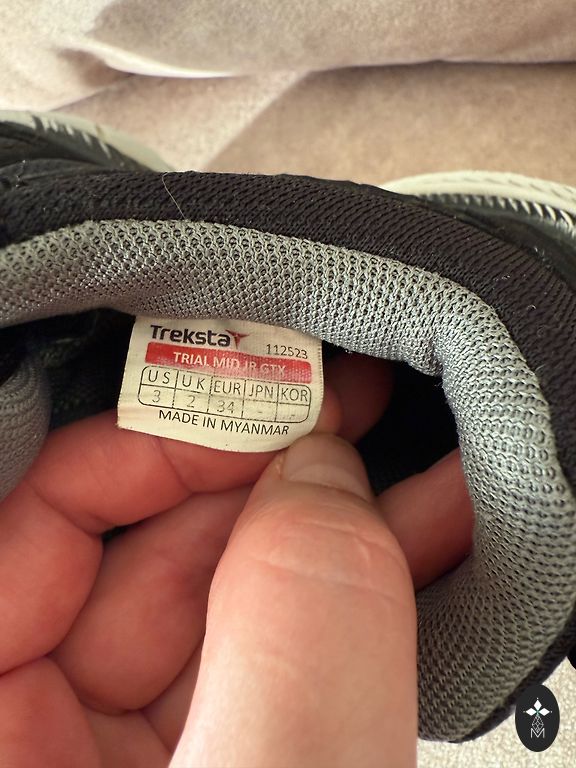 Treksta
112523
TRIAL MID JR GTX
US UK EUR JPN KOR
3 2 34 - -
MADE IN MYANMAR
M